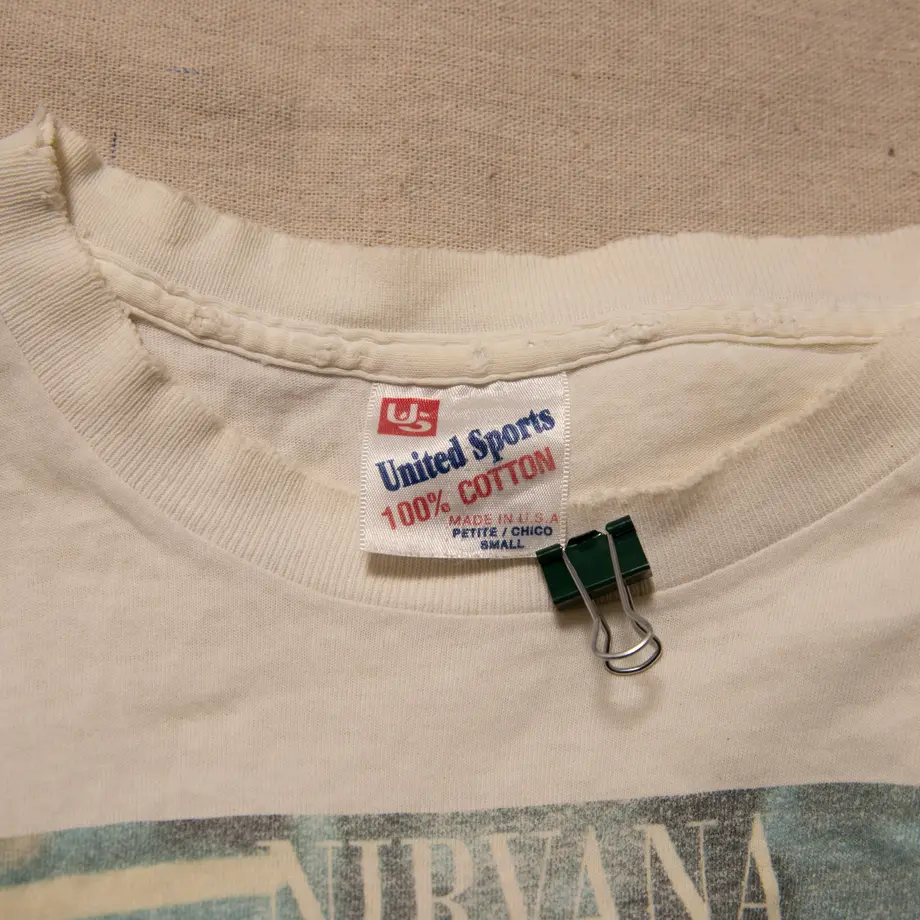 US
United Sports
100% COTTON
MADE IN U.S.A
PETITE / CHICO
SMALL
NIRVANA